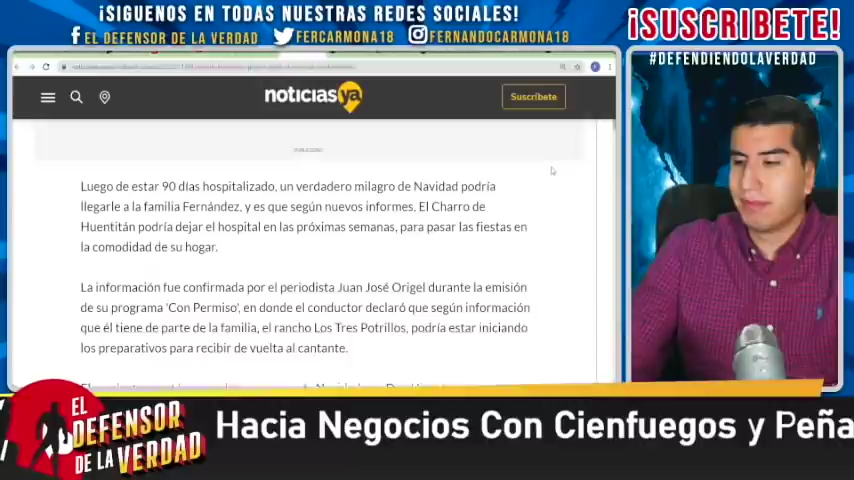 ¡SIGUENOS EN TODAS NUESTRAS REDES SOCIALES!
EL DEFENSOR DE LA VERDAD FERCARMONA18 FERNANDOCARMONA18
¡SUSCRIBETE!
#DEFENDIENDOLAVERDAD
noticiasya
Suscríbete
PUBLICIDAD
Luego de estar 90 días hospitalizado, un verdadero milagro de Navidad podría
llegarle a la familia Fernández, y es que según nuevos informes. El Charro de
Huentitán podría dejar el hospital en las próximas semanas, para pasar las fiestas en
la comodidad de su hogar.
La información fue confirmada por el periodista Juan José Origel durante la emisión
de su programa 'Con Permiso', en donde el conductor declaró que según información
que él tiene de parte de la familia, el rancho Los Tres Potrillos, podría estar iniciando
los preparativos para recibir de vuelta al cantante.
EL
DEFENSOR
DE LA VERDAD
Hacia Negocios Con Cienfuegos y Peña